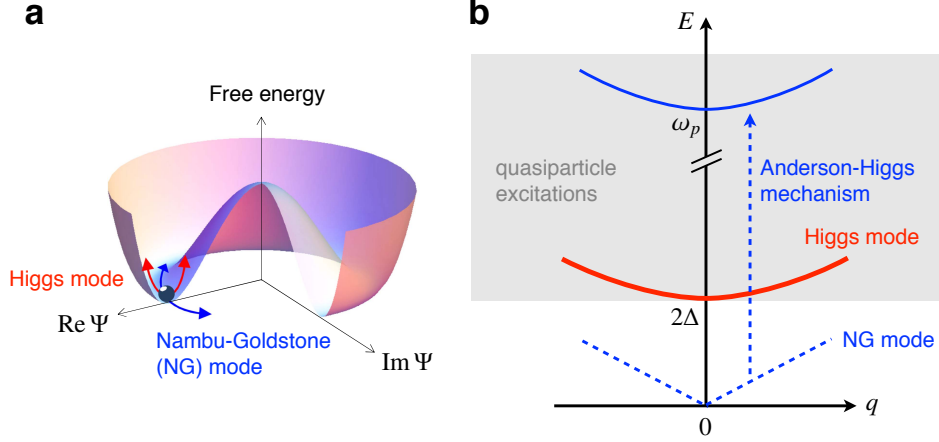 a
Free energy
Higgs mode
Re Ψ
Nambu-Goldstone
(NG) mode
Im Ψ
b
E
ω_p
quasiparticle
excitations
Anderson-Higgs
mechanism
Higgs mode
2Δ
NG mode
q
0